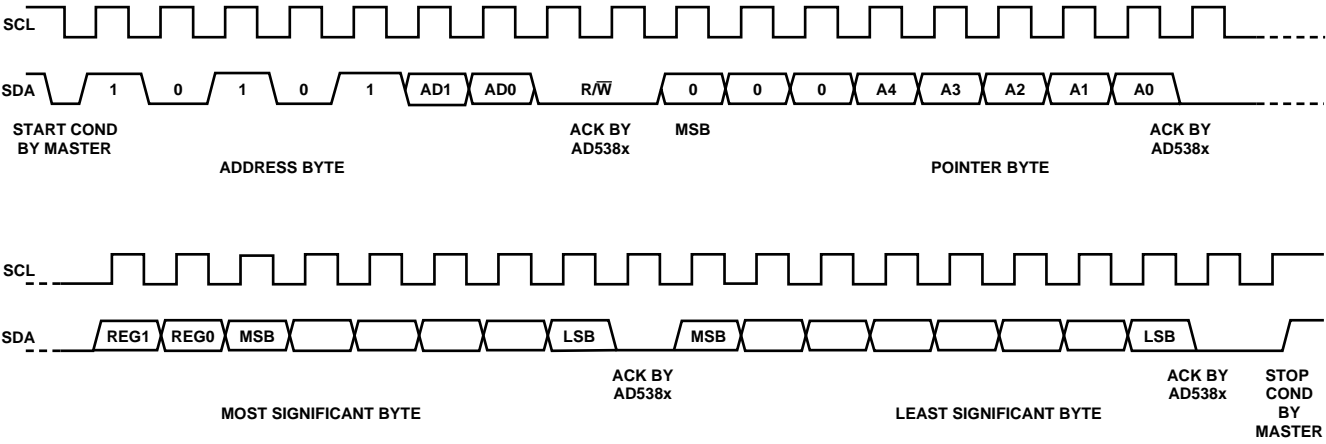 SCL
SDA 1 0 1 0 1 AD1 AD0 R/W̅ 0 0 0 A4 A3 A2 A1 A0
START COND BY MASTER
ACK BY AD538x
MSB
ACK BY AD538x
ADDRESS BYTE
POINTER BYTE
SCL
SDA REG1 REG0 MSB LSB MSB LSB
ACK BY AD538x
ACK BY AD538x
STOP COND BY MASTER
MOST SIGNIFICANT BYTE
LEAST SIGNIFICANT BYTE